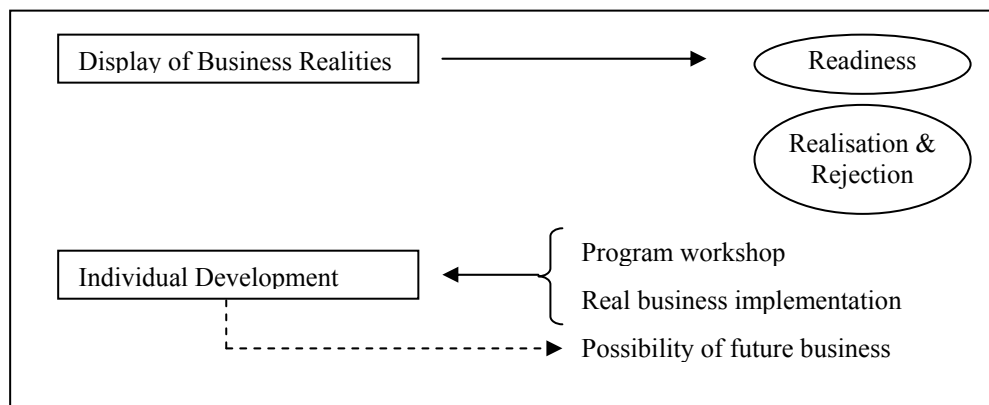 Display of Business Realities
Readiness
Realisation &
Rejection
Individual Development
Program workshop
Real business implementation
Possibility of future business